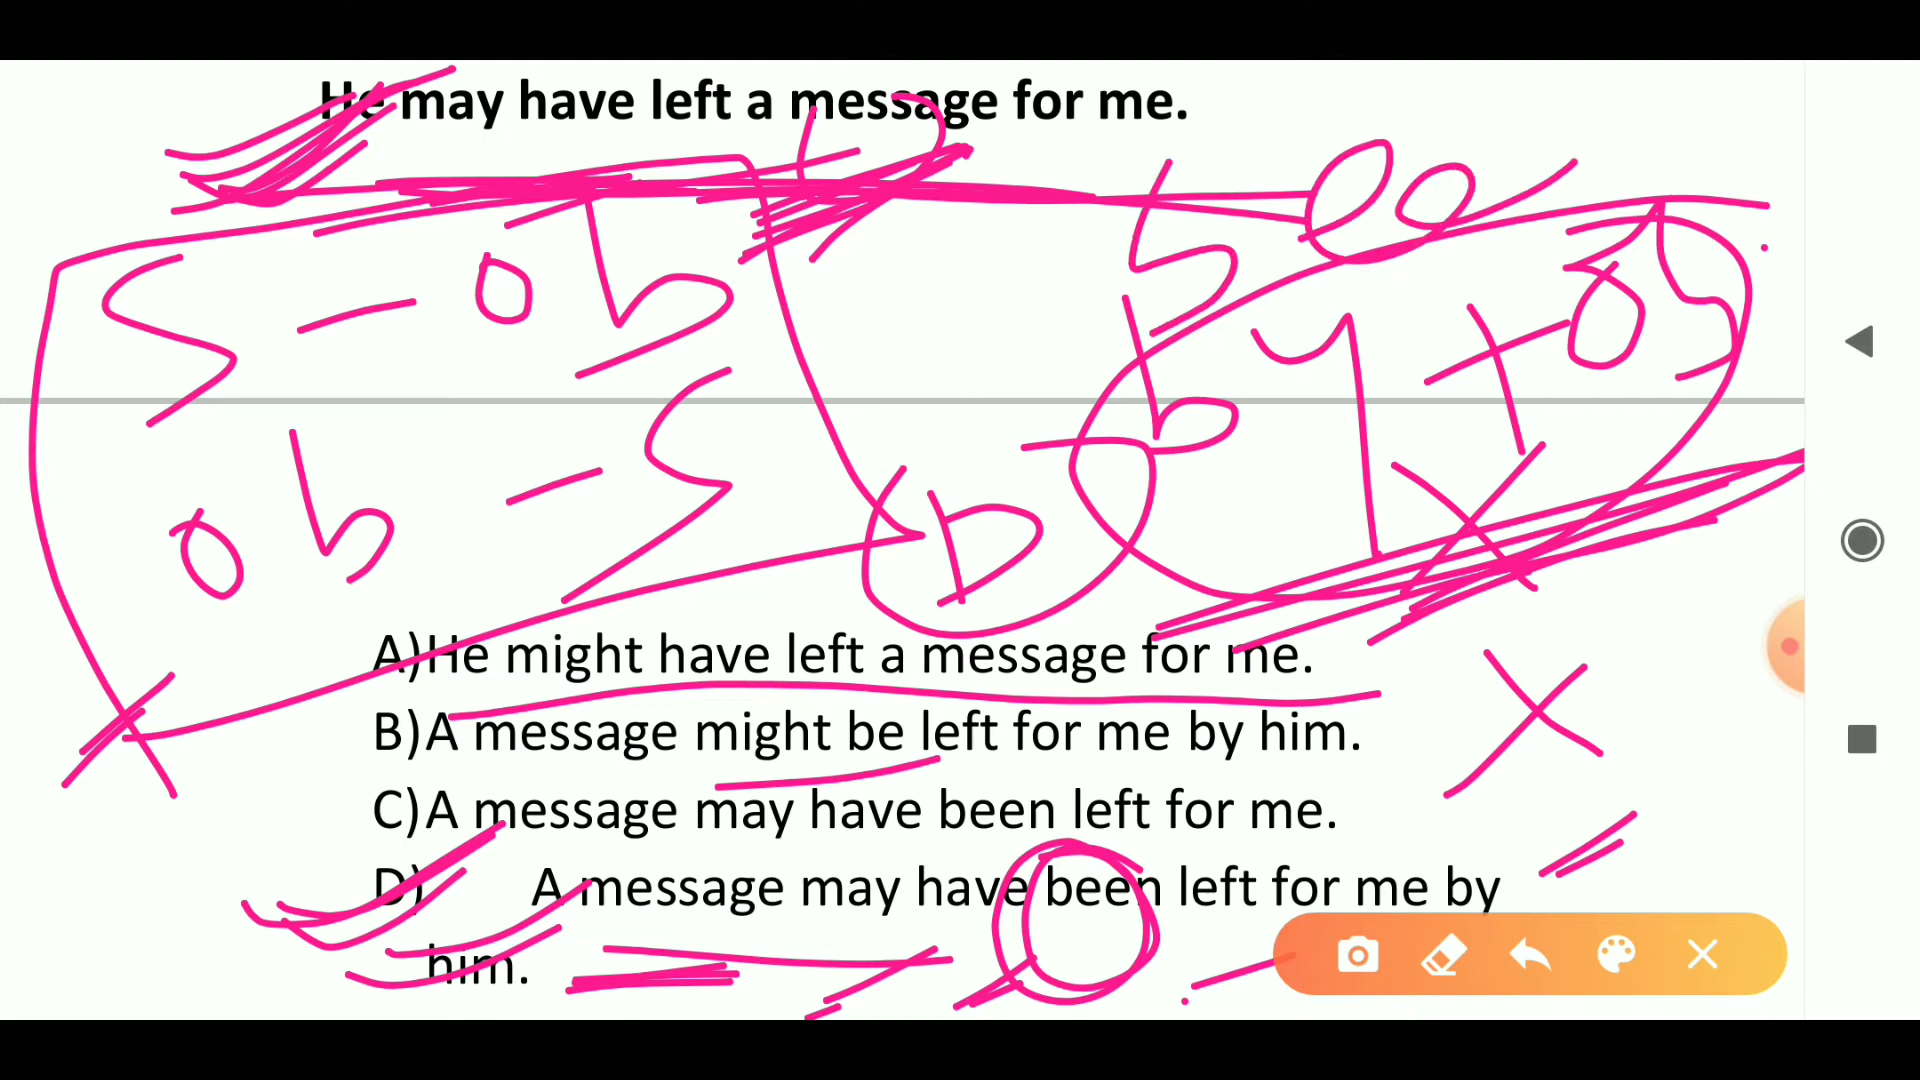 He may have left a message for me.
S - ob
ob - S
A)He might have left a message for me.
B)A message might be left for me by him.
C)A message may have been left for me.
D) A message may have been left for me by
him.